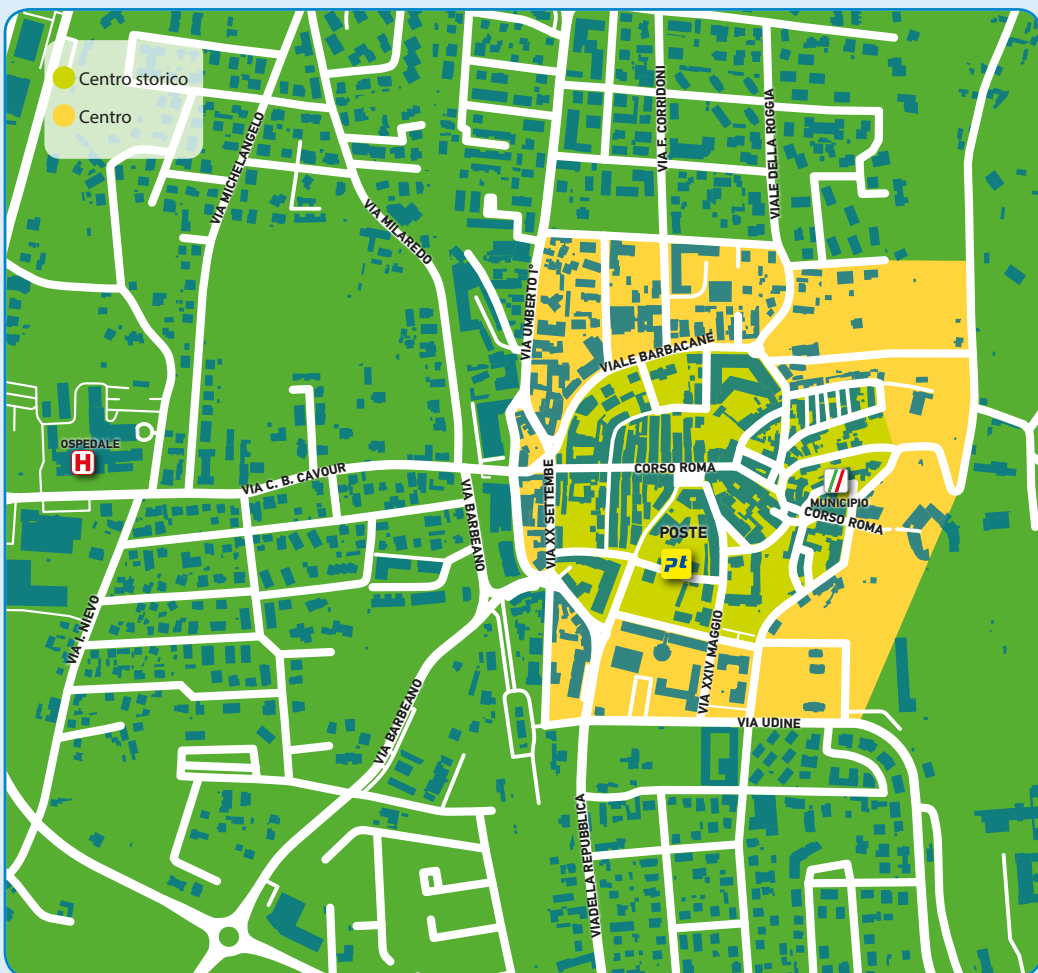 Centro storico
Centro
VIA MICHELANGELO
VIA MILAREDO
VIA F. CORRIDONI
VIALE DELLA ROGGIA
VIA UMBERTO I°
VIALE BARBACANE
OSPEDALE
H
VIA C. B. CAVOUR
VIA BARBEANO
VIA XX SETTEMBE
CORSO ROMA
MUNICIPIO
CORSO ROMA
POSTE
pt
VIA I. NIEVO
VIA BARBEANO
VIA XXIV MAGGIO
VIA UDINE
VIADELLA REPUBBLICA